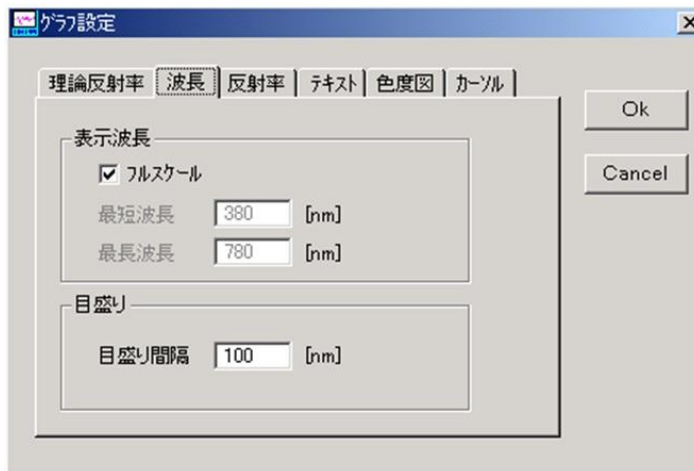 グラフ設定
理論反射率 波長 反射率 テキスト 色度図 カーソル
Ok
表示波長
フルスケール
Cancel
最短波長 380 [nm]
最長波長 780 [nm]
目盛り
目盛り間隔 100 [nm]